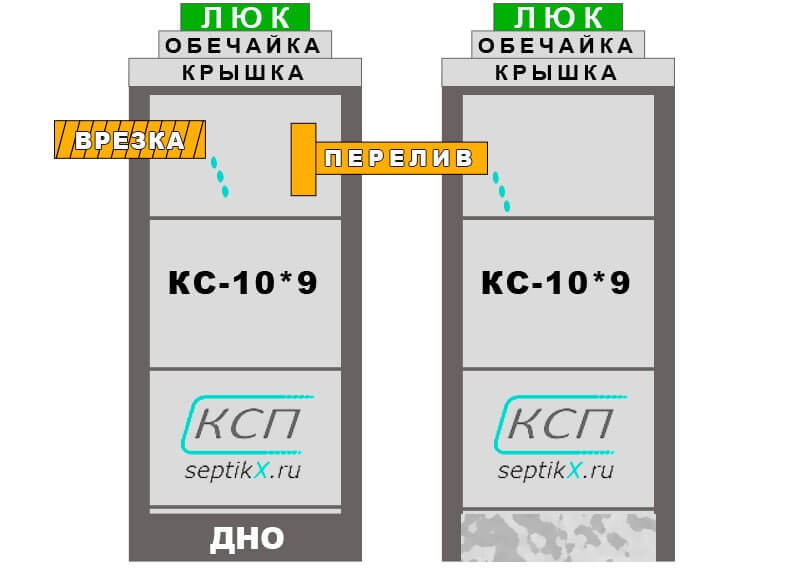 ЛЮК
ОБЕЧАЙКА
КРЫШКА
ВРЕЗКА
КС-10*9
КСП
septikX.ru
ДНО
ПЕРЕЛИВ
ЛЮК
ОБЕЧАЙКА
КРЫШКА
КС-10*9
КСП
septikX.ru